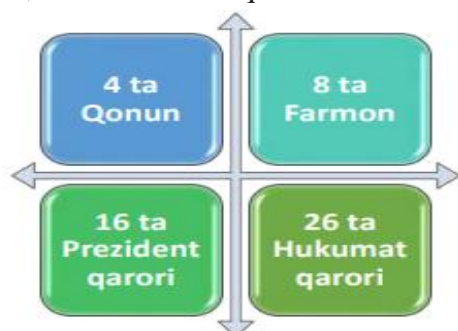 4 ta
Qonun
8 ta
Farmon
16 ta
Prezident
qarori
26 ta
Hukumat
qarori